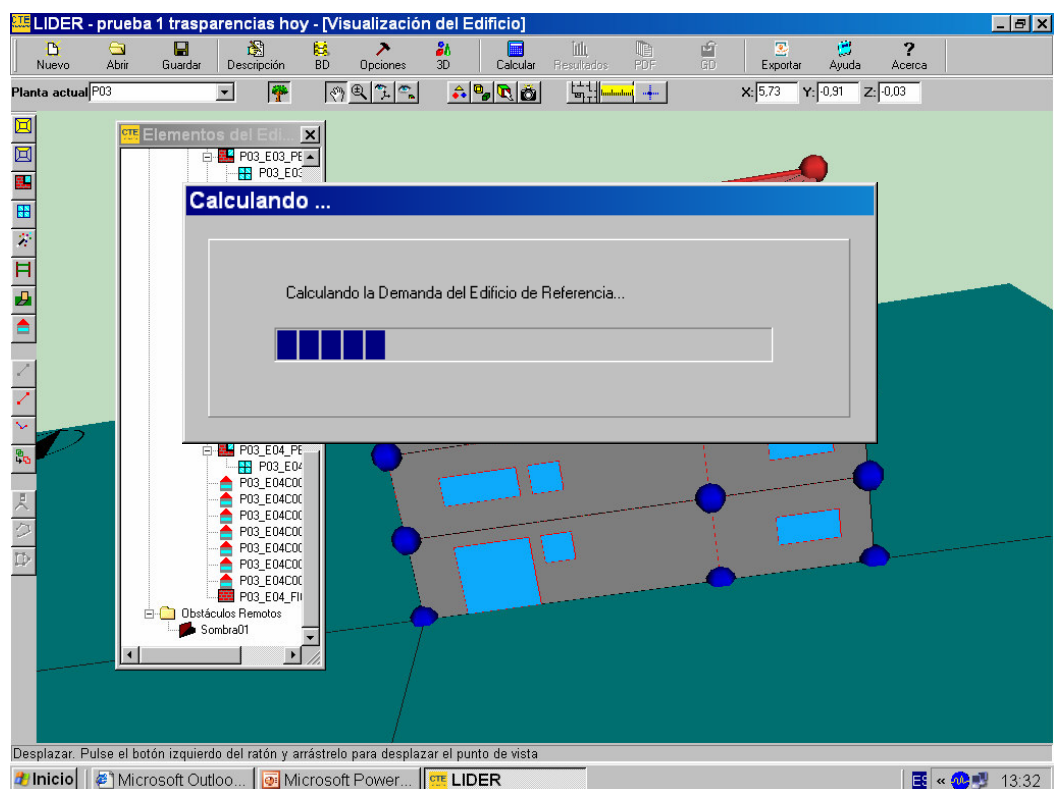 CTE LIDER - prueba 1 trasparencias hoy - [Visualización del Edificio]
Nuevo Abrir Guardar Descripción BD Opciones 3D Calcular Resultados PDF GD Exportar Ayuda Acerca
Planta actual P03 X: 5,73 Y: -0,91 Z: -0,03
CTE Elementos del Edi...
P03_E03_PE
P03_E03
Calculando ...
Calculando la Demanda del Edificio de Referencia...
P03_E04_PE
P03_E04
P03_E04C00
P03_E04C00
P03_E04C00
P03_E04C00
P03_E04C00
P03_E04C00
P03_E04C00
P03_E04_FI
Obstáculos Remotos
Sombra01
Desplazar. Pulse el botón izquierdo del ratón y arrástrelo para desplazar el punto de vista
Inicio Microsoft Outloo... Microsoft Power... CTE LIDER ES « 13:32